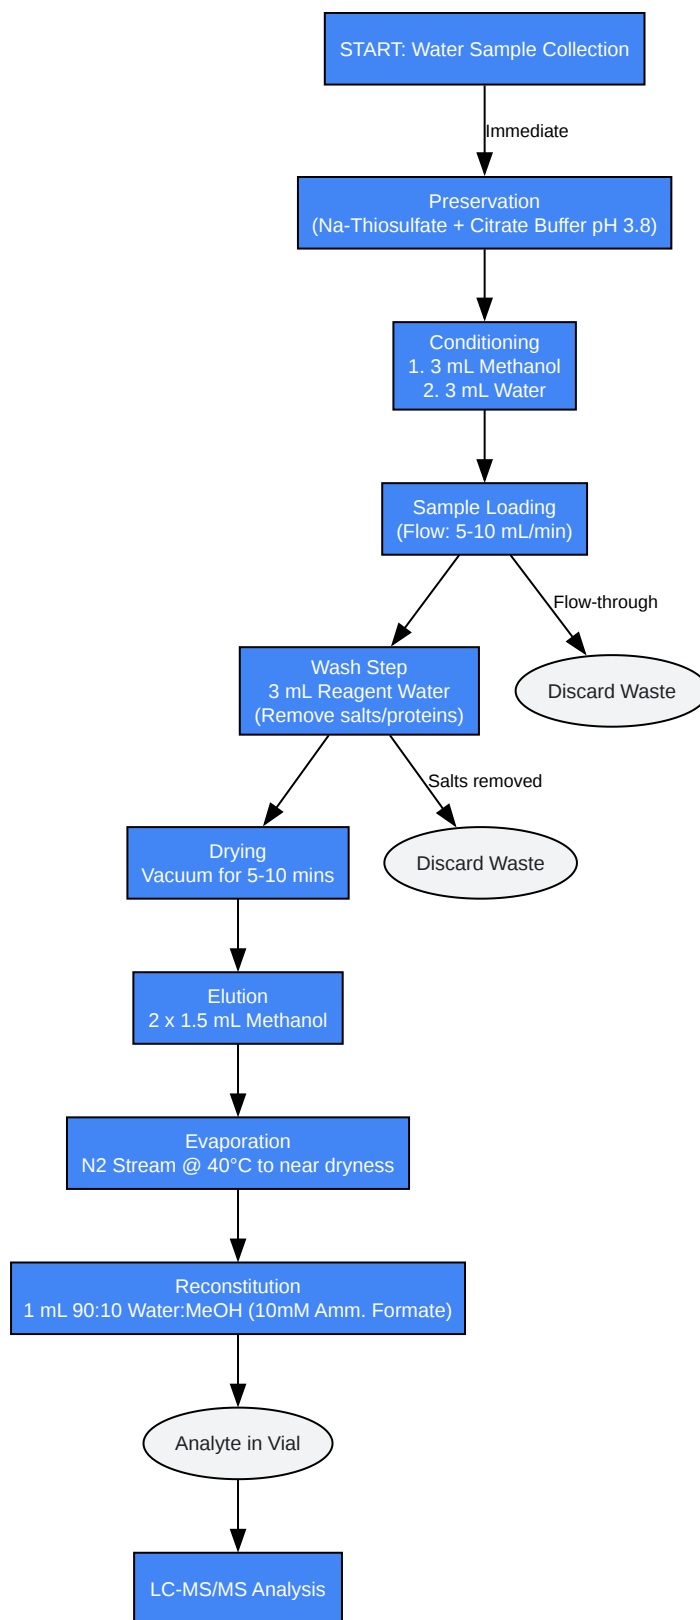 START: Water Sample Collection
Immediate
Preservation
(Na-Thiosulfate + Citrate Buffer pH 3.8)
Conditioning
1. 3 mL Methanol
2. 3 mL Water
Sample Loading
(Flow: 5-10 mL/min)
Flow-through
Wash Step
3 mL Reagent Water
(Remove salts/proteins)
Discard Waste
Salts removed
Drying
Vacuum for 5-10 mins
Discard Waste
Elution
2 x 1.5 mL Methanol
Evaporation
N2 Stream @ 40°C to near dryness
Reconstitution
1 mL 90:10 Water:MeOH (10mM Amm. Formate)
Analyte in Vial
LC-MS/MS Analysis